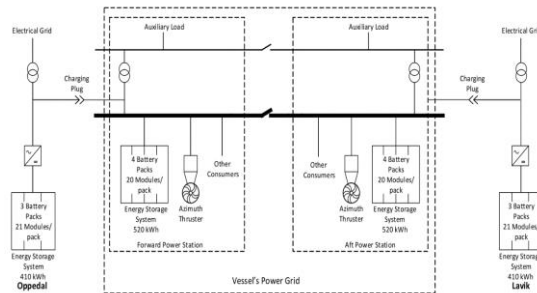 Electrical Grid
Auxiliary Load
Auxiliary Load
Electrical Grid
Charging
Plug
Charging
Plug
4 Battery
Packs
20 Modules/
pack
Energy Storage
System
520 kWh
Azimuth
Thruster
Other
Consumers
Forward Power Station
Other
Consumers
Azimuth
Thruster
4 Battery
Packs
20 Modules/
pack
Energy Storage
System
520 kWh
Aft Power Station
3 Battery
Packs
21 Modules/
pack
Energy Storage
System
410 kWh
Oppedal
3 Battery
Packs
21 Modules/
pack
Energy Storage
System
410 kWh
Lavik
Vessel's Power Grid